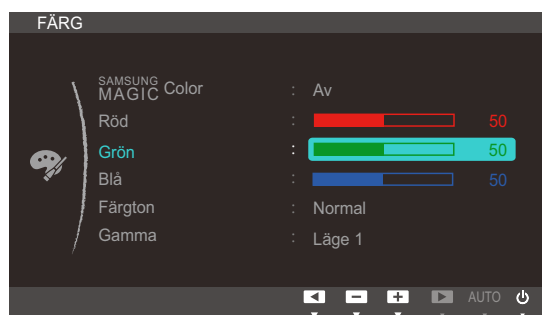 FÄRG
SAMSUNG MAGIC Color : Av
Röd : 50
Grön : 50
Blå : 50
Färgton : Normal
Gamma : Läge 1
AUTO